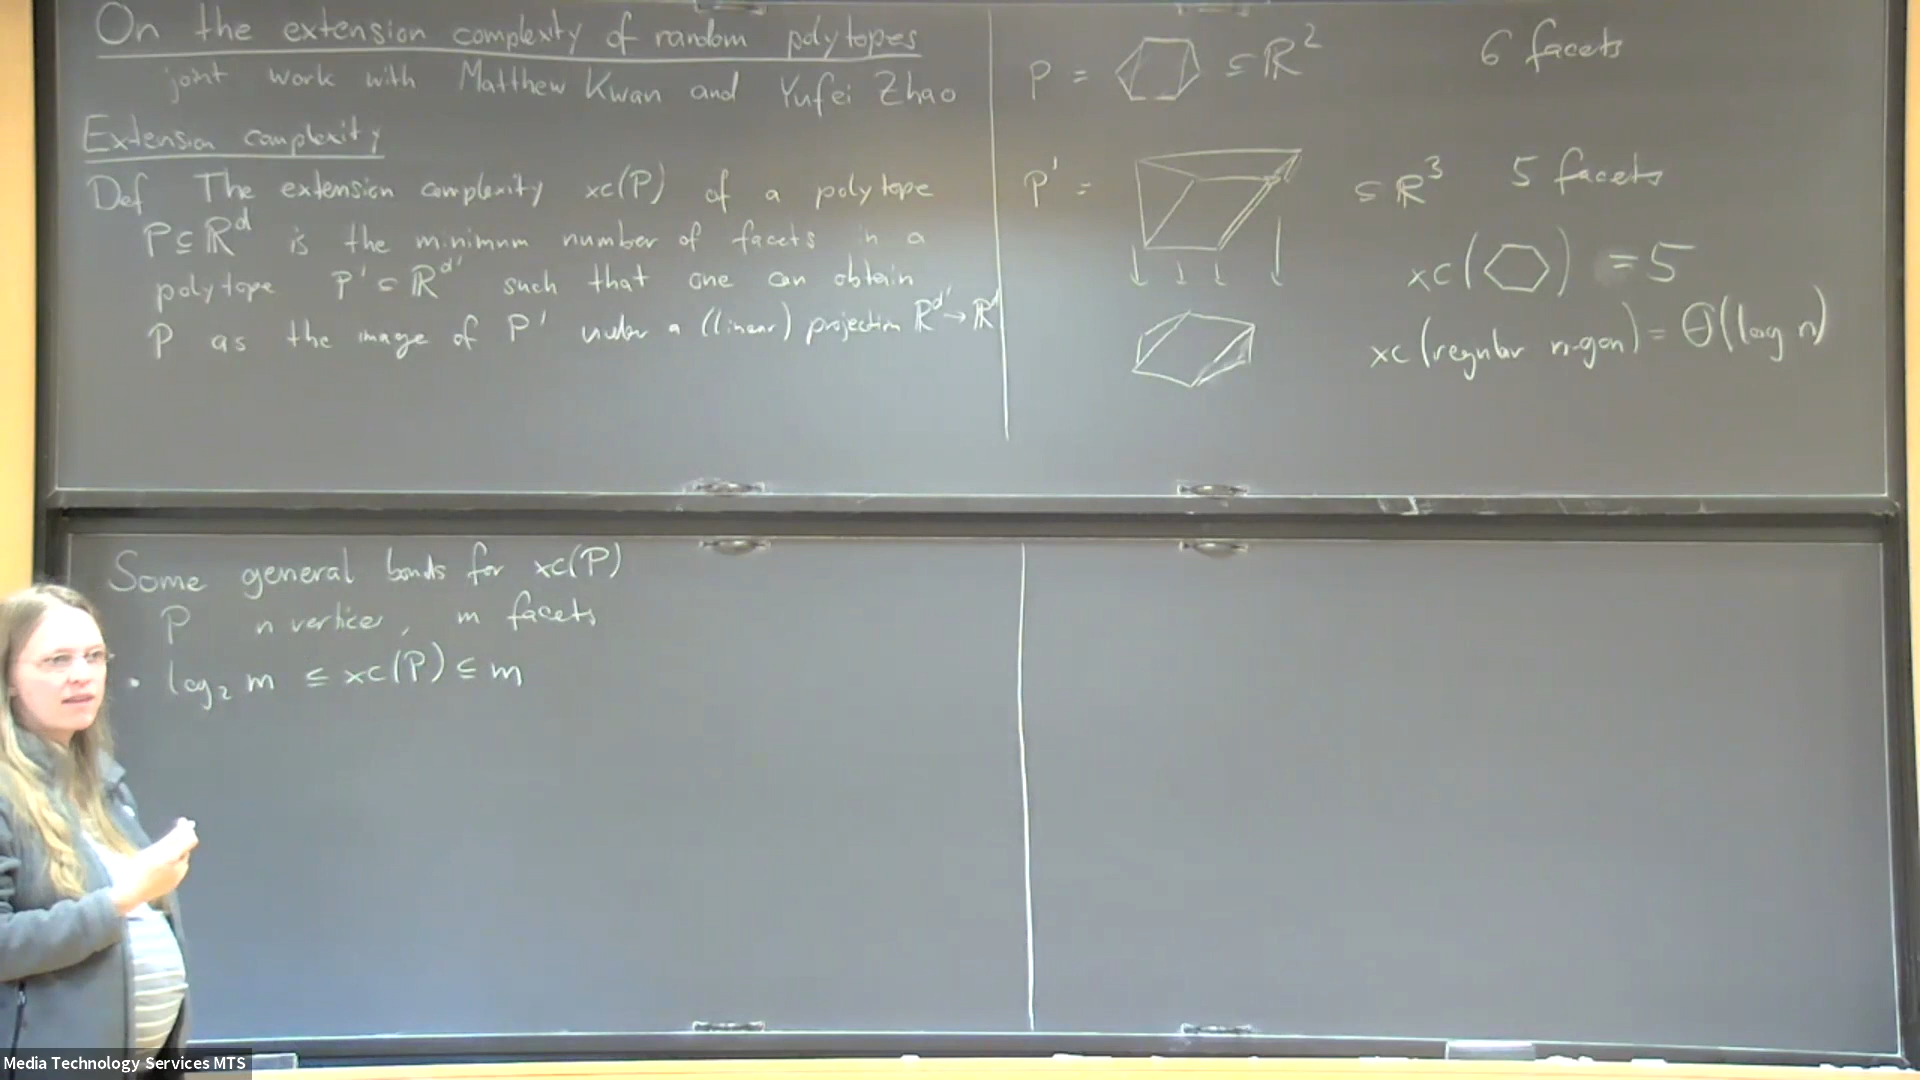 On the extension complexity of random polytopes
joint work with Matthew Kwan and Yufei Zhao
Extension complexity
Def The extension complexity xc(P) of a polytope
P ⊆ ℝ^d is the minimum number of facets in a
polytope P' ⊆ ℝ^d' such that one can obtain
P as the image of P' under a (linear) projection ℝ^d' → ℝ^d
P = ⊆ ℝ^2 6 facets
P' = ⊆ ℝ^3 5 facets
xc(⬡) = 5
xc(regular n-gon) = Θ(log n)
Some general bonds for xc(P)
P n vertices, m facets
• log₂ m ≤ xc(P) ≤ m
Media Technology Services MTS